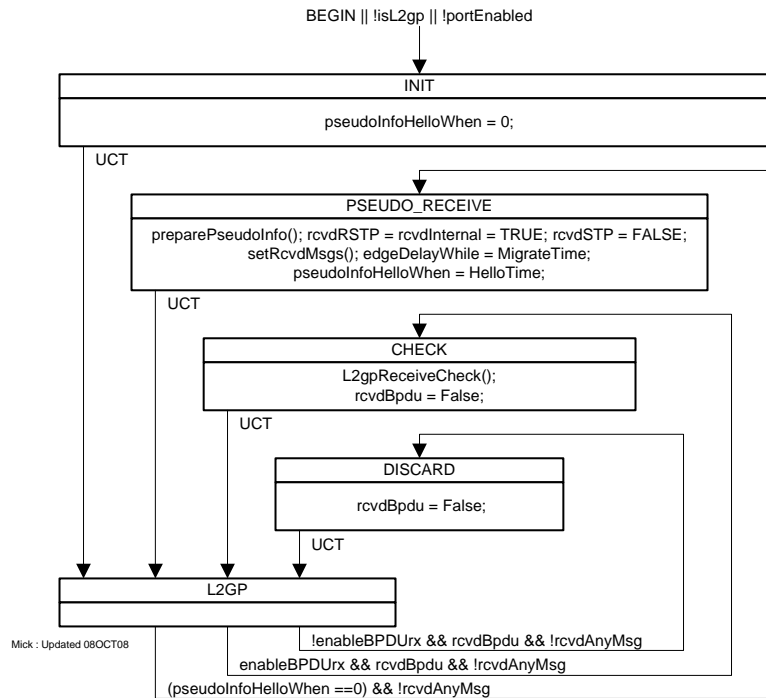 BEGIN || !isL2gp || !portEnabled
INIT
pseudoInfoHelloWhen = 0;
UCT
PSEUDO_RECEIVE
preparePseudoInfo(); rcvdRSTP = rcvdInternal = TRUE; rcvdSTP = FALSE;
setRcvdMsgs(); edgeDelayWhile = MigrateTime;
pseudoInfoHelloWhen = HelloTime;
UCT
CHECK
L2gpReceiveCheck();
rcvdBpdu = False;
UCT
DISCARD
rcvdBpdu = False;
UCT
L2GP
Mick : Updated 08OCT08
!enableBPDUrx && rcvdBpdu && !rcvdAnyMsg
enableBPDUrx && rcvdBpdu && !rcvdAnyMsg
(pseudoInfoHelloWhen ==0) && !rcvdAnyMsg